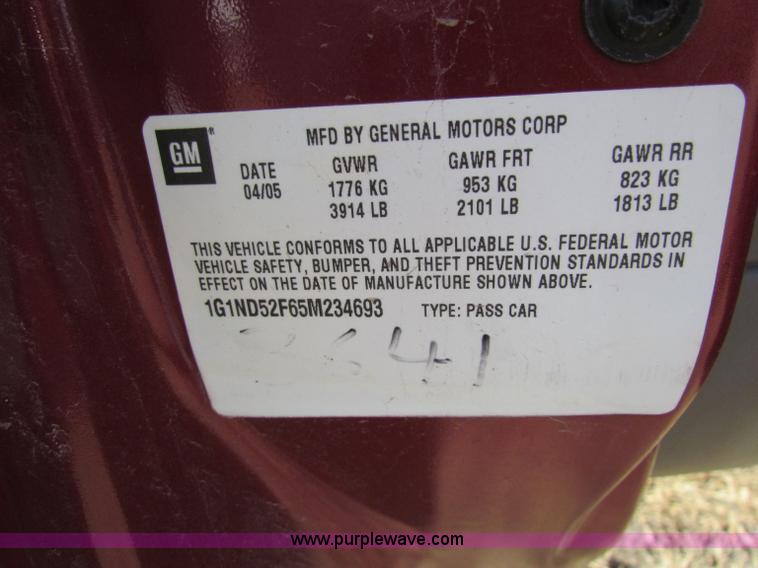 GM
MFD BY GENERAL MOTORS CORP
DATE GVWR GAWR FRT GAWR RR
04/05 1776 KG 953 KG 823 KG
3914 LB 2101 LB 1813 LB
THIS VEHICLE CONFORMS TO ALL APPLICABLE U.S. FEDERAL MOTOR
VEHICLE SAFETY, BUMPER, AND THEFT PREVENTION STANDARDS IN
EFFECT ON THE DATE OF MANUFACTURE SHOWN ABOVE.
1G1ND52F65M234693 TYPE: PASS CAR
www.purplewave.com